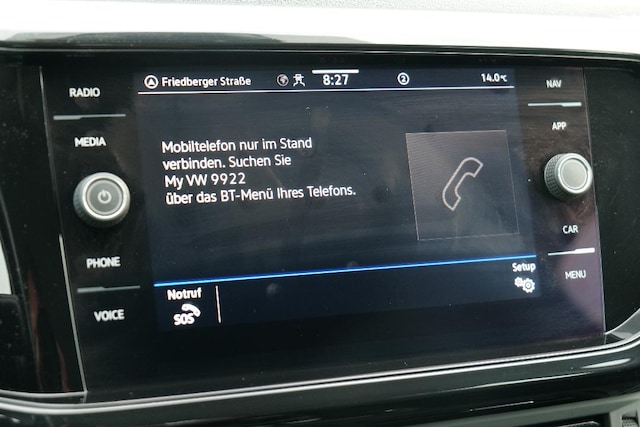 RADIO
MEDIA
PHONE
VOICE
Friedberger Straße 8:27 2 14.0°C
Mobiltelefon nur im Stand
verbinden. Suchen Sie
My VW 9922
über das BT-Menü Ihres Telefons.
Notruf
SOS
Setup
NAV
APP
CAR
MENU